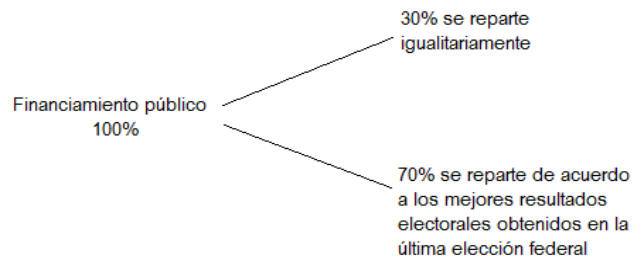 30% se reparte
igualitariamente
Financiamiento público
100%
70% se reparte de acuerdo
a los mejores resultados
electorales obtenidos en la
última elección federal